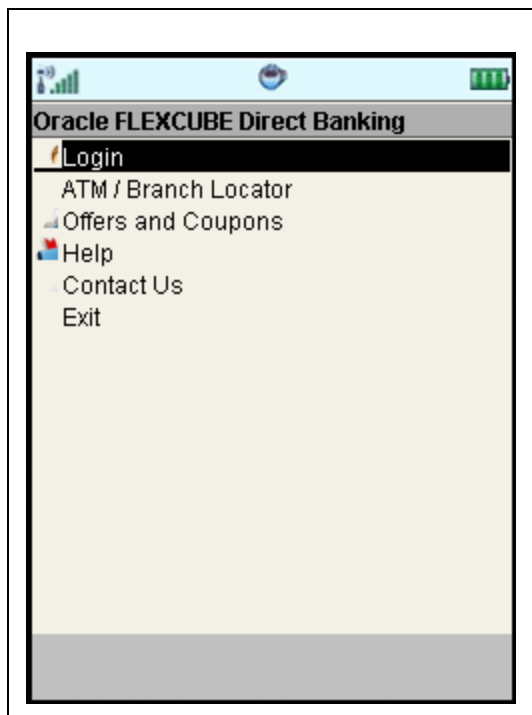 Oracle FLEXCUBE Direct Banking
Login
ATM / Branch Locator
Offers and Coupons
Help
Contact Us
Exit